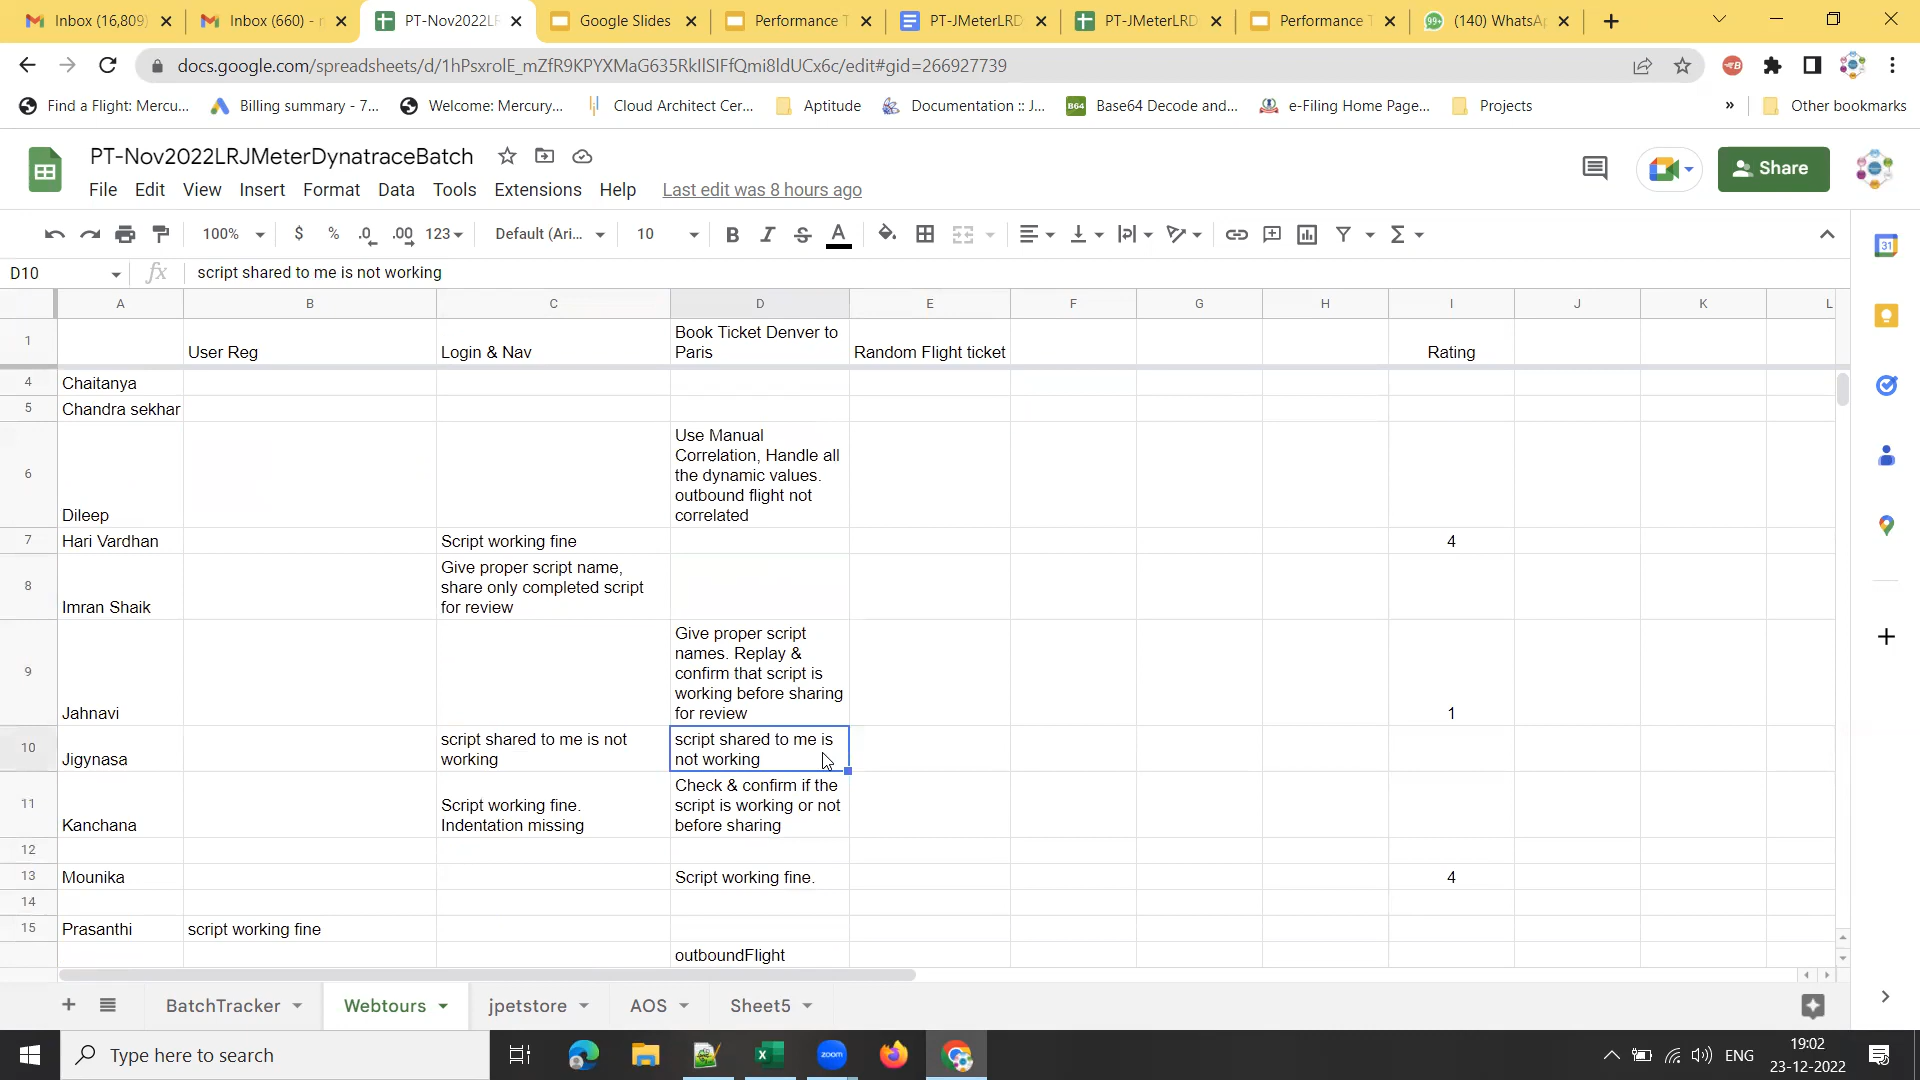 Inbox (16,809)
Inbox (660) -
PT-Nov2022LR
Google Slides
Performance T
PT-JMeterLRD
PT-JMeterLRD
Performance T
(140) WhatsAp
docs.google.com/spreadsheets/d/1hPsxrolE_mZfR9KPYXMaG635RkIlSIFfQmi8ldUCx6c/edit#gid=266927739
Find a Flight: Mercu...
Billing summary - 7...
Welcome: Mercury...
Cloud Architect Cer...
Aptitude
Documentation :: J...
B64
Base64 Decode and...
e-Filing Home Page...
Projects
»
Other bookmarks
PT-Nov2022LRJMeterDynatraceBatch
Share
File Edit View Insert Format Data Tools Extensions Help Last edit was 8 hours ago
100% $ % .0 .00 123 Default (Ari... 10 B I S A
D10 fx script shared to me is not working
A B C D E F G H I J K L
1 User Reg Login & Nav Book Ticket Denver to
Paris Random Flight ticket Rating
4 Chaitanya
5 Chandra sekhar
6 Dileep Use Manual
Correlation, Handle all
the dynamic values.
outbound flight not
correlated
7 Hari Vardhan Script working fine 4
8 Imran Shaik Give proper script name,
share only completed script
for review
9 Jahnavi Give proper script
names. Replay &
confirm that script is
working before sharing
for review 1
10 Jigynasa script shared to me is not
working script shared to me is
not working
11 Kanchana Script working fine.
Indentation missing Check & confirm if the
script is working or not
before sharing
12
13 Mounika Script working fine. 4
14
15 Prasanthi script working fine
outboundFlight
BatchTracker Webtours jpetstore AOS Sheet5
31
Type here to search
zoom
ENG
19:02
23-12-2022